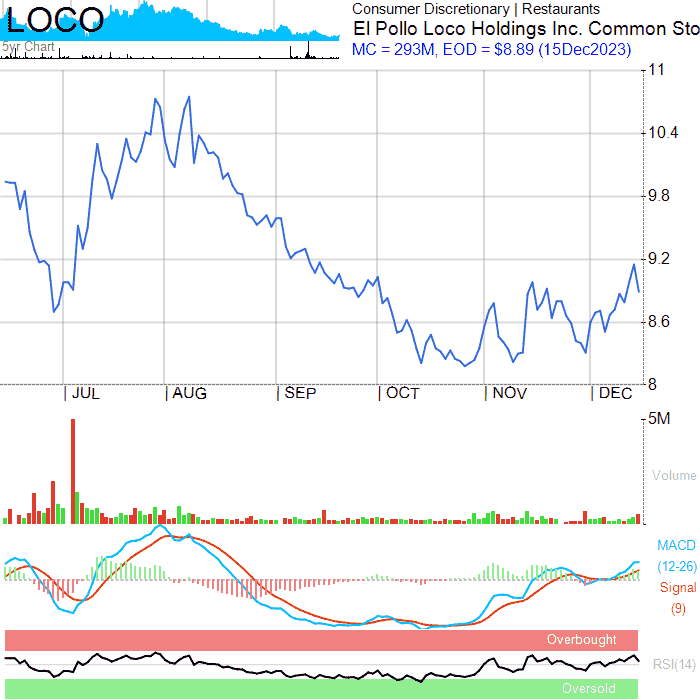 LOCO
5yr Chart
Consumer Discretionary | Restaurants
El Pollo Loco Holdings Inc. Common Sto
MC = 293M, EOD = $8.89 (15Dec2023)
11
10.4
9.8
9.2
8.6
8
| JUL | AUG | SEP | OCT | NOV | DEC
5M
Volume
MACD
(12-26)
Signal
(9)
Overbought
RSI(14)
Oversold